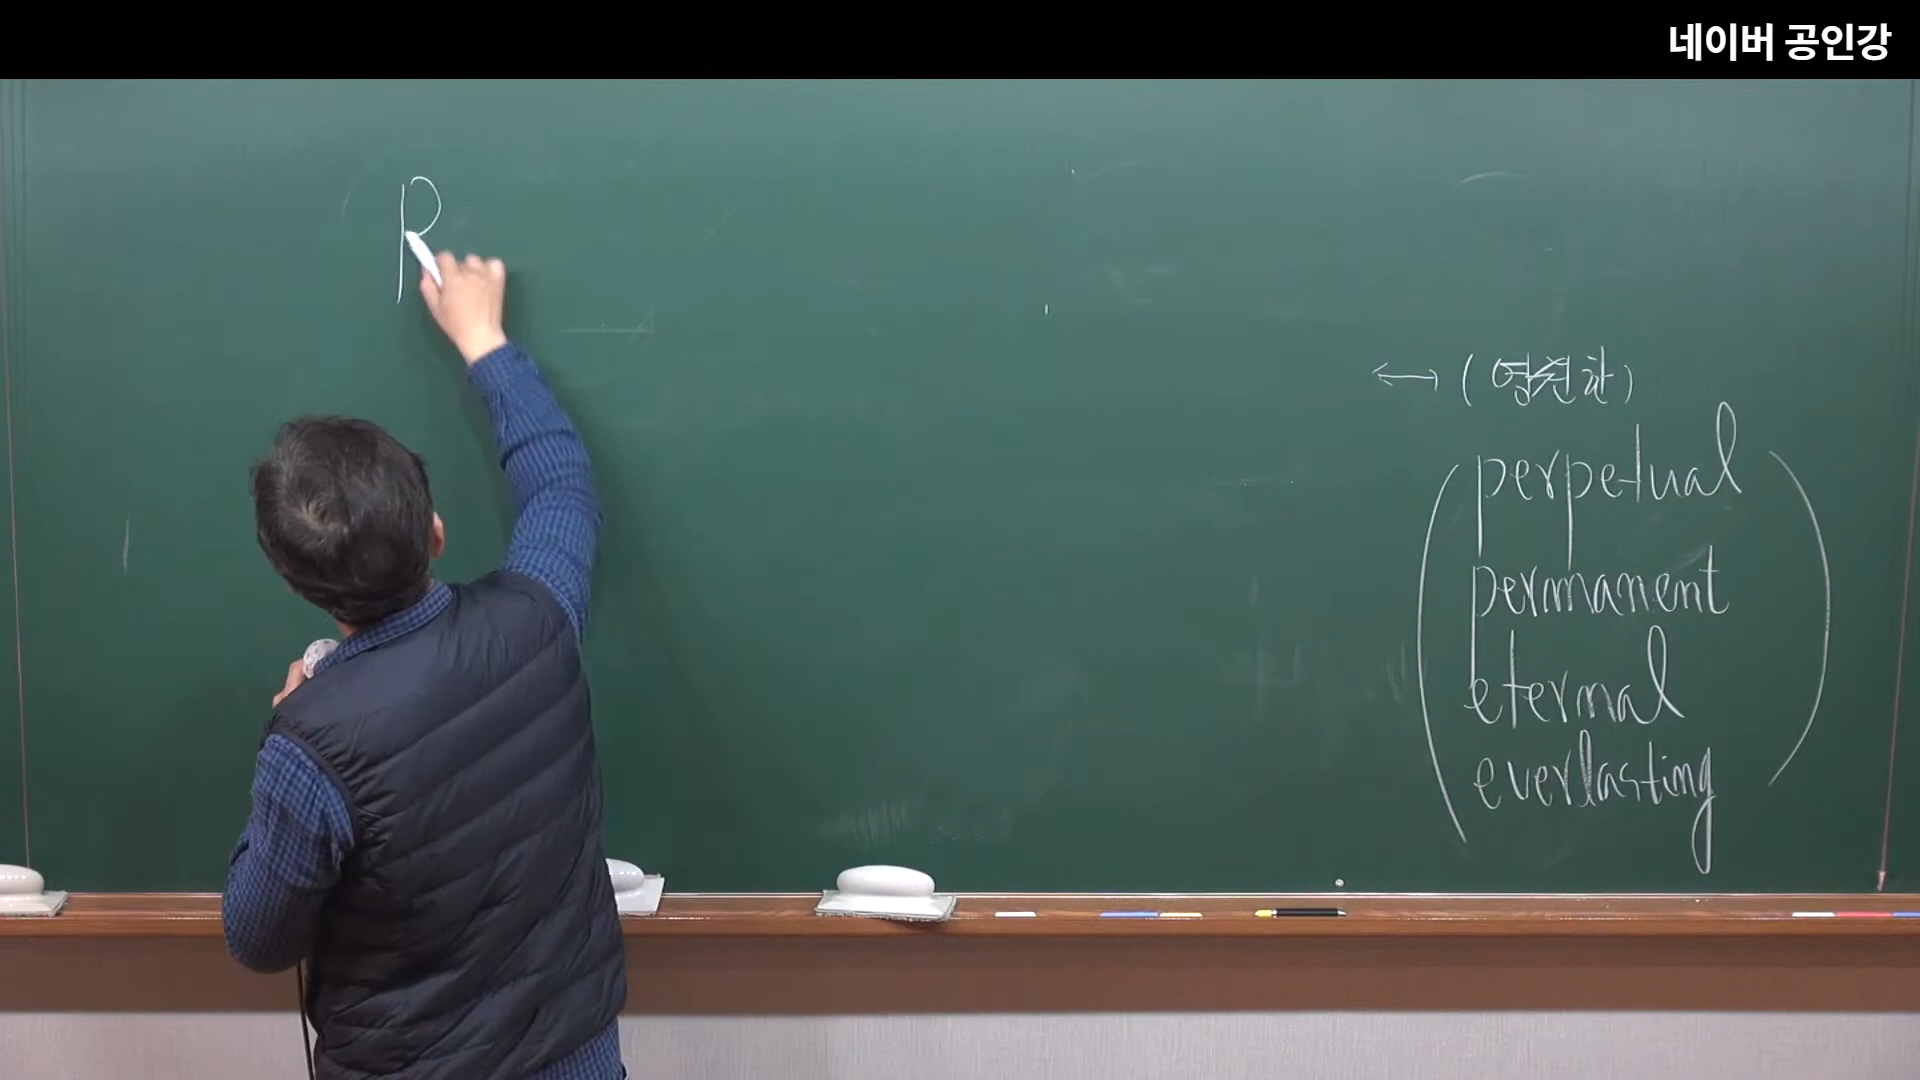 네이버 공인강
P
↔ (영원한)
perpetual
permanent
eternal
everlasting